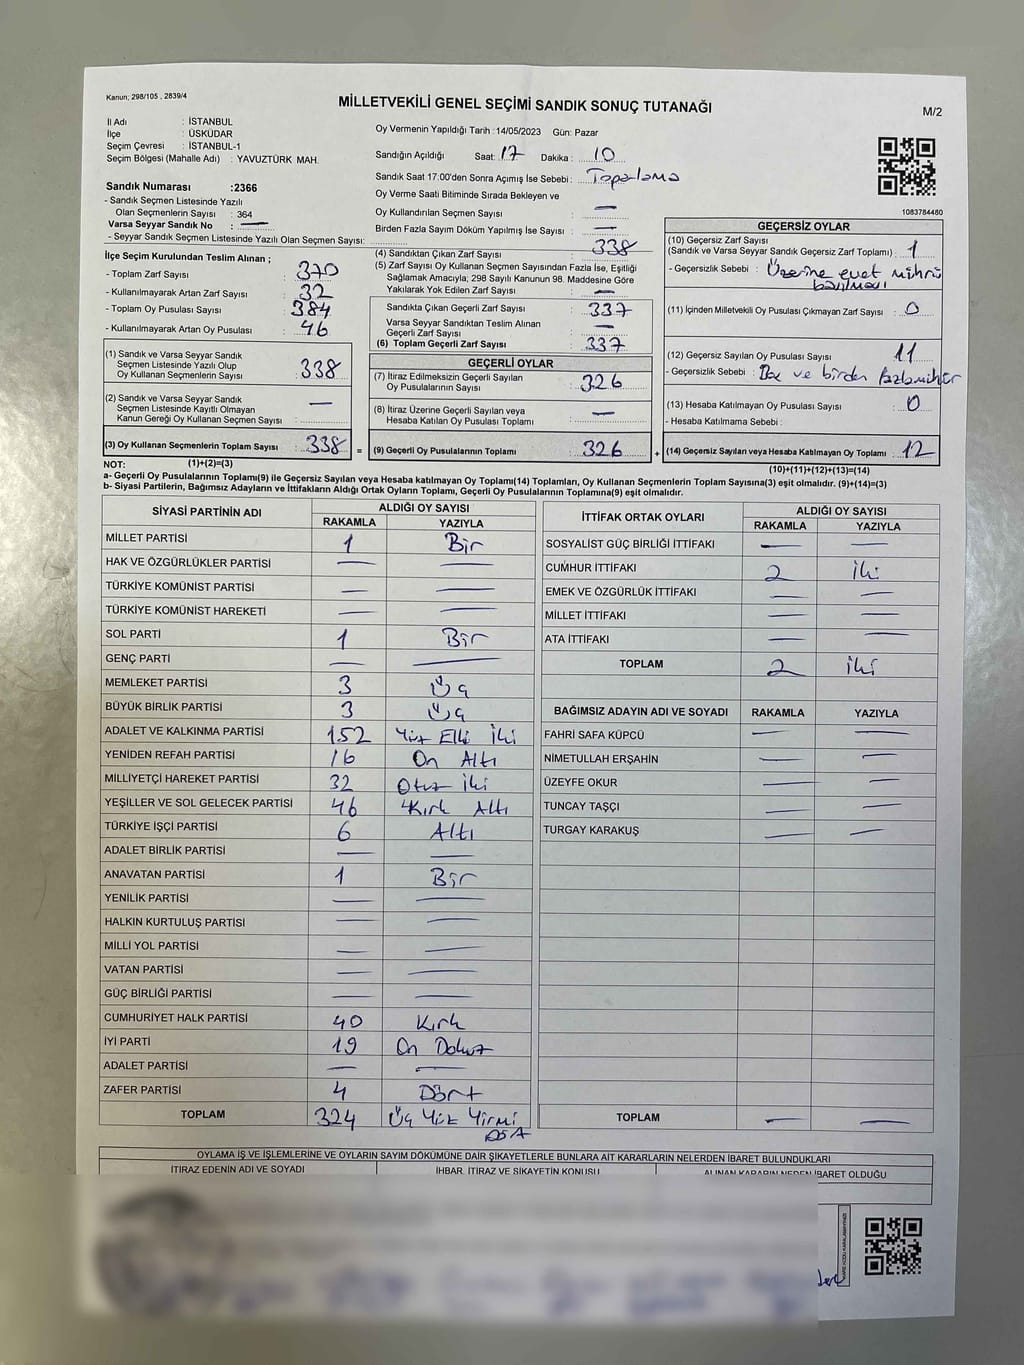 Kanun; 298/105 , 2839/4
MİLLETVEKİLİ GENEL SEÇİMİ SANDIK SONUÇ TUTANAĞI
M/2
İl Adı : İSTANBUL
İlçe : ÜSKÜDAR
Seçim Çevresi : İSTANBUL-1
Seçim Bölgesi (Mahalle Adı) : YAVUZTÜRK MAH.
Sandık Numarası :2366
- Sandık Seçmen Listesinde Yazılı
Olan Seçmenlerin Sayısı : 364
Varsa Seyyar Sandık No : —
- Seyyar Sandık Seçmen Listesinde Yazılı Olan Seçmen Sayısı:
Oy Vermenin Yapıldığı Tarih :14/05/2023 Gün: Pazar
Sandığın Açıldığı Saat: 17 Dakika : 10
Sandık Saat 17:00'den Sonra Açımış İse Sebebi : Toparlama
Oy Verme Saati Bitiminde Sırada Bekleyen ve
Oy Kullandırılan Seçmen Sayısı : —
Birden Fazla Sayım Döküm Yapılmış İse Sayısı : —
1083784480
İlçe Seçim Kurulundan Teslim Alınan ;
- Toplam Zarf Sayısı : 370
- Kullanılmayarak Artan Zarf Sayısı : 32
- Toplam Oy Pusulası Sayısı : 384
- Kullanılmayarak Artan Oy Pusulası : 46
(1) Sandık ve Varsa Seyyar Sandık
Seçmen Listesinde Yazılı Olup
Oy Kullanan Seçmenlerin Sayısı : 338
(2) Sandık ve Varsa Seyyar Sandık
Seçmen Listesinde Kayıtlı Olmayan
Kanun Gereği Oy Kullanan Seçmen Sayısı : —
(3) Oy Kullanan Seçmenlerin Toplam Sayısı : 338 =
(4) Sandıktan Çıkan Zarf Sayısı : 338
(5) Zarf Sayısı Oy Kullanan Seçmen Sayısından Fazla İse, Eşitliği
Sağlamak Amacıyla; 298 Sayılı Kanunun 98. Maddesine Göre
Yakılarak Yok Edilen Zarf Sayısı : —
Sandıkta Çıkan Geçerli Zarf Sayısı : 337
Varsa Seyyar Sandıktan Teslim Alınan
Geçerli Zarf Sayısı : —
(6) Toplam Geçerli Zarf Sayısı : 337
GEÇERLİ OYLAR
(7) İtiraz Edilmeksizin Geçerli Sayılan
Oy Pusulalarının Sayısı : 326
(8) İtiraz Üzerine Geçerli Sayılan veya
Hesaba Katılan Oy Pusulası Toplamı : —
(9) Geçerli Oy Pusulalarının Toplamı : 326 +
GEÇERSİZ OYLAR
(10) Geçersiz Zarf Sayısı
(Sandık ve Varsa Seyyar Sandık Geçersiz Zarf Toplamı) : 1
- Geçersizlik Sebebi : Üzerine evet mührü
basılması
(11) İçinden Milletvekili Oy Pusulası Çıkmayan Zarf Sayısı : 0
(12) Geçersiz Sayılan Oy Pusulası Sayısı : 11
- Geçersizlik Sebebi : ve birden fazla mühür
(13) Hesaba Katılmayan Oy Pusulası Sayısı : 0
- Hesaba Katılmama Sebebi :
(14) Geçersiz Sayılan veya Hesaba Katılmayan Oy Toplamı : 12
NOT: (1)+(2)=(3)
(10)+(11)+(12)+(13)=(14)
a- Geçerli Oy Pusulalarının Toplamı(9) ile Geçersiz Sayılan veya Hesaba katılmayan Oy Toplamı(14) Toplamları, Oy Kullanan Seçmenlerin Toplam Sayısına(3) eşit olmalıdır. (9)+(14)=(3)
b- Siyasi Partilerin, Bağımsız Adayların ve İttifakların Aldığı Ortak Oyların Toplamı, Geçerli Oy Pusulalarının Toplamına(9) eşit olmalıdır.
SİYASİ PARTİNİN ADI ALDIĞI OY SAYISI
RAKAMLA YAZIYLA
MİLLET PARTİSİ 1 Bir
HAK VE ÖZGÜRLÜKLER PARTİSİ — —
TÜRKİYE KOMÜNİST PARTİSİ — —
TÜRKİYE KOMÜNİST HAREKETİ — —
SOL PARTİ 1 Bir
GENÇ PARTİ — —
MEMLEKET PARTİSİ 3 Üç
BÜYÜK BİRLİK PARTİSİ 3 Üç
ADALET VE KALKINMA PARTİSİ 152 Yüz Elli İki
YENİDEN REFAH PARTİSİ 16 On Altı
MİLLİYETÇİ HAREKET PARTİSİ 32 Otuz İki
YEŞİLLER VE SOL GELECEK PARTİSİ 46 Kırk Altı
TÜRKİYE İŞÇİ PARTİSİ 6 Altı
ADALET BİRLİK PARTİSİ — —
ANAVATAN PARTİSİ 1 Bir
YENİLİK PARTİSİ — —
HALKIN KURTULUŞ PARTİSİ — —
MİLLİ YOL PARTİSİ — —
VATAN PARTİSİ — —
GÜÇ BİRLİĞİ PARTİSİ — —
CUMHURİYET HALK PARTİSİ 40 Kırk
İYİ PARTİ 19 On Dokuz
ADALET PARTİSİ — —
ZAFER PARTİSİ 4 Dört
TOPLAM 324 Üç Yüz Yirmi
Dört
İTTİFAK ORTAK OYLARI ALDIĞI OY SAYISI
RAKAMLA YAZIYLA
SOSYALİST GÜÇ BİRLİĞİ İTTİFAKI — —
CUMHUR İTTİFAKI 2 İki
EMEK VE ÖZGÜRLÜK İTTİFAKI — —
MİLLET İTTİFAKI — —
ATA İTTİFAKI — —
TOPLAM 2 İki
BAĞIMSIZ ADAYIN ADI VE SOYADI RAKAMLA YAZIYLA
FAHRİ SAFA KÜPCÜ — —
NİMETULLAH ERŞAHİN — —
ÜZEYFE OKUR — —
TUNCAY TAŞÇI — —
TURGAY KARAKUŞ — —
TOPLAM — —
OYLAMA İŞ VE İŞLEMLERİNE VE OYLARIN SAYIM DÖKÜMÜNE DAİR ŞİKAYETLERLE BUNLARA AİT KARARLARIN NELERDEN İBARET BULUNDUKLARI
İTİRAZ EDENİN ADI VE SOYADI İHBAR, İTİRAZ VE ŞİKAYETİN KONUSU ALINAN KARARIN NEDEN İBARET OLDUĞU